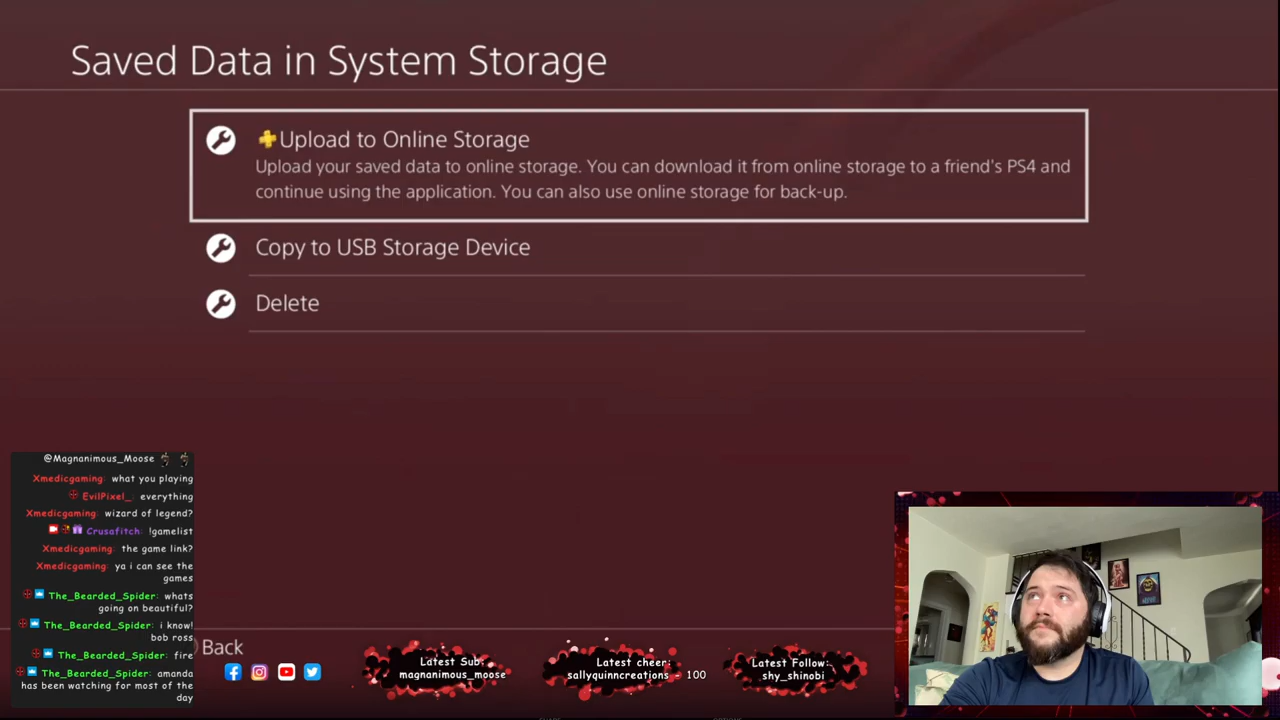 Saved Data in System Storage
Upload to Online Storage
Upload your saved data to online storage. You can download it from online storage to a friend's PS4 and
continue using the application. You can also use online storage for back-up.
Copy to USB Storage Device
Delete
@Magnanimous_Moose
Xmedicgaming: what you playing
EvilPixel_: everything
Xmedicgaming: wizard of legend?
Crusafitch: !gamelist
Xmedicgaming: the game link?
Xmedicgaming: ya i can see the
games
The_Bearded_Spider: whats
going on beautiful?
The_Bearded_Spider: i know!
bob ross
The_Bearded_Spider: fire
The_Bearded_Spider: amanda
has been watching for most of the
day
Back
Latest Sub:
magnanimous_moose
Latest cheer:
sallyquinncreations - 100
Latest Follow:
shy_shinobi